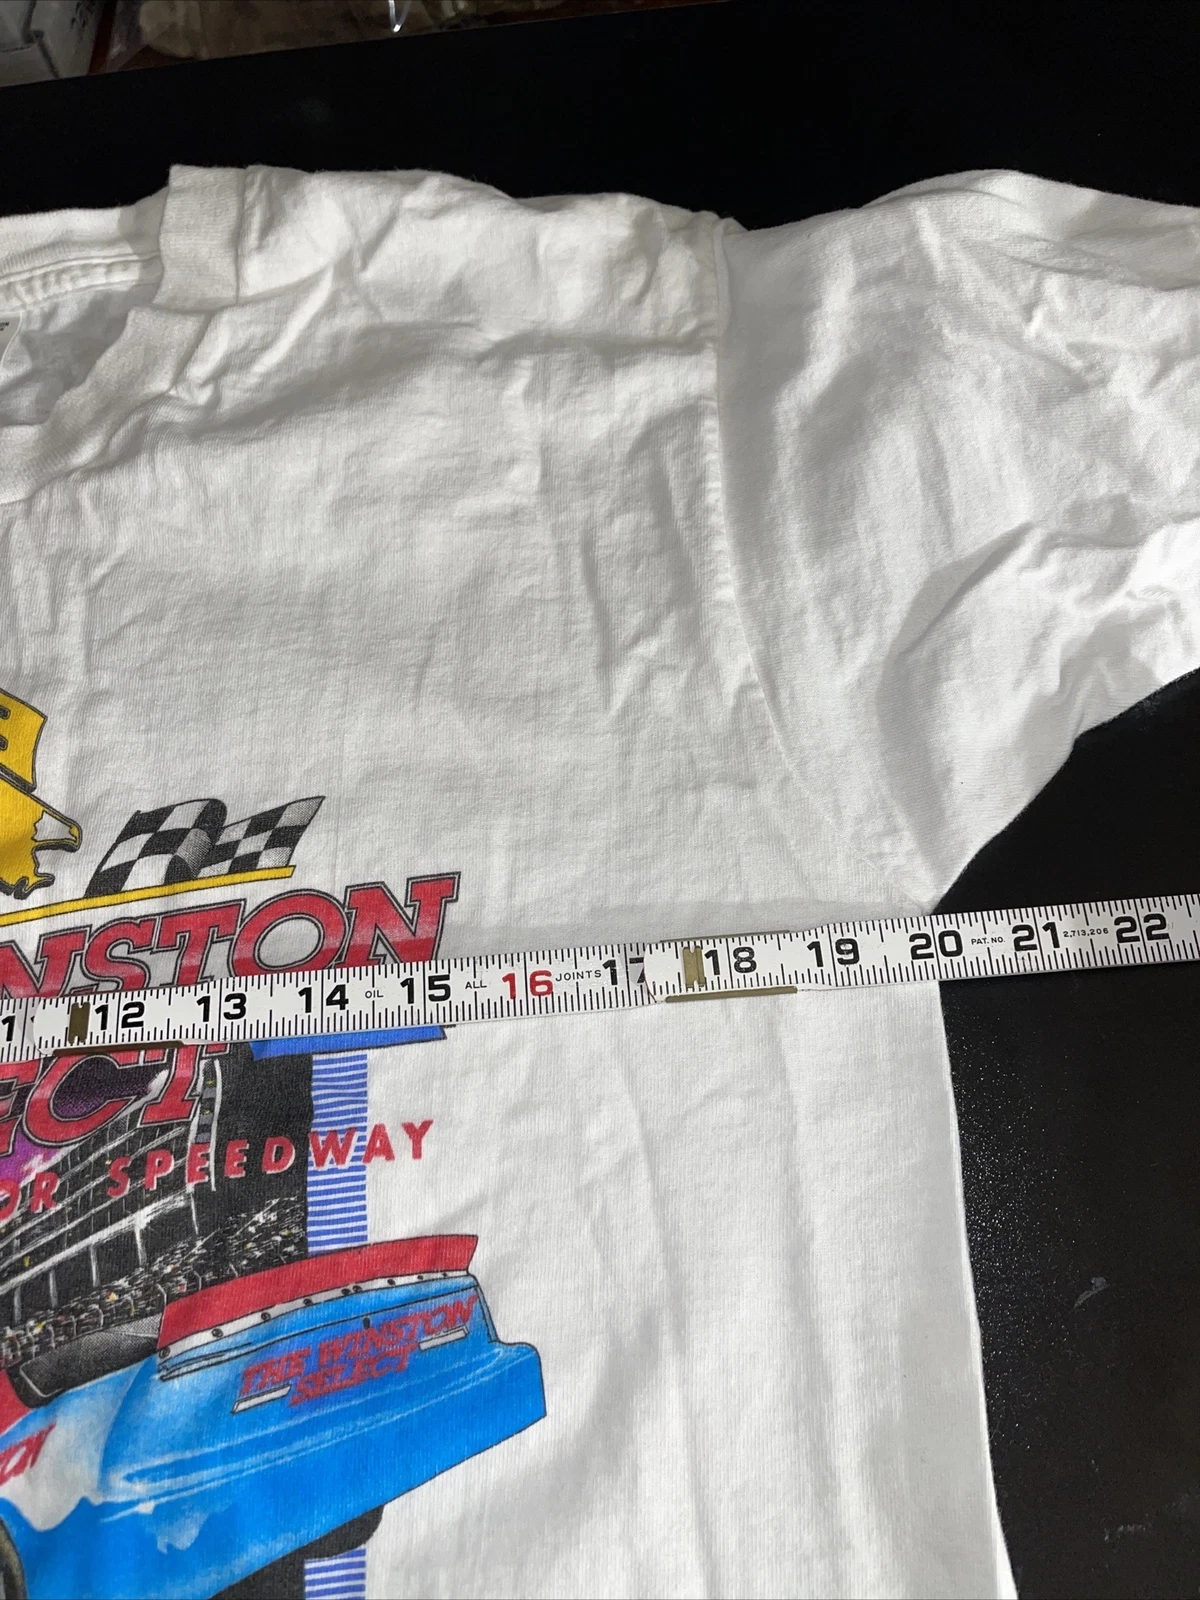 NSTON
12 13 14 OIL 15 ALL 16 JOINTS 17 18 19 20 PAT. NO. 21 2,713,206 22
ECT
OR SPEEDWAY
THE WINSTON
SELECT